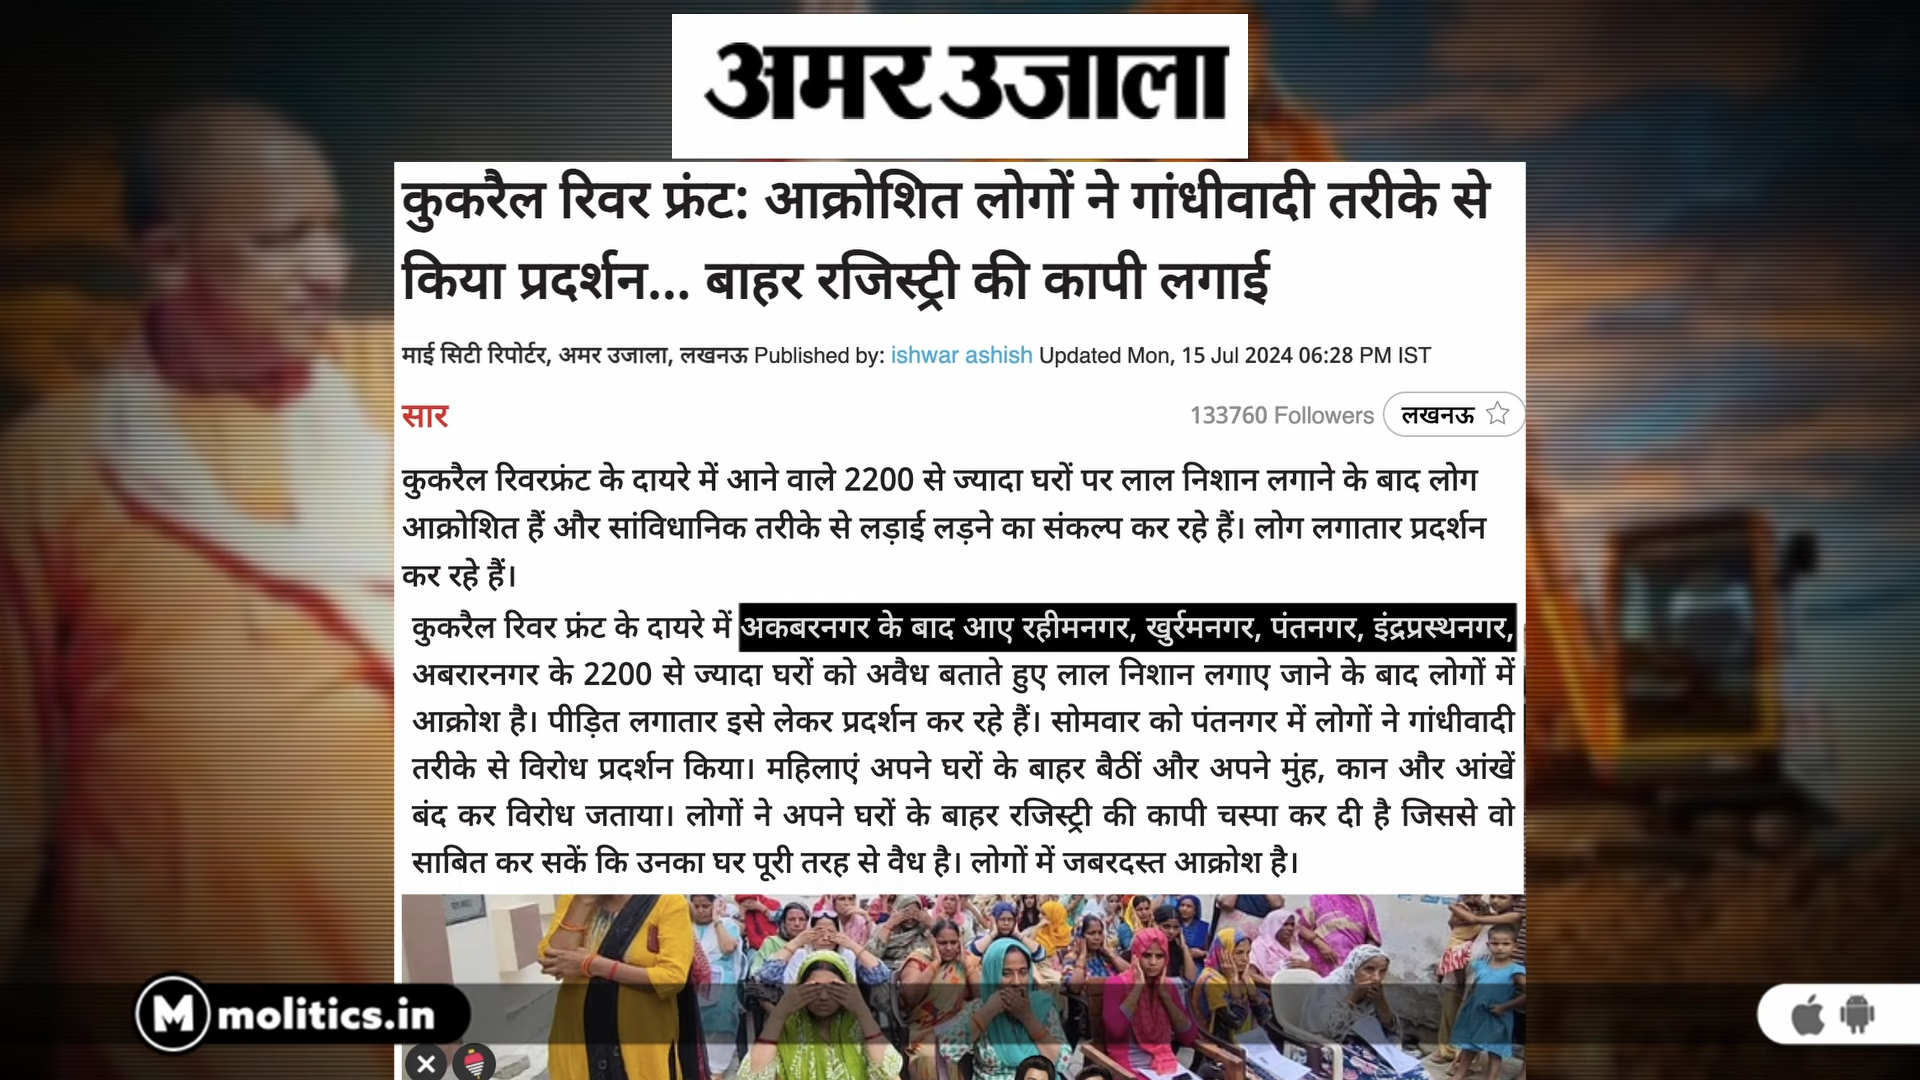 अमर उजाला
कुकरैल रिवर फ्रंट: आक्रोशित लोगों ने गांधीवादी तरीके से
किया प्रदर्शन... बाहर रजिस्ट्री की कापी लगाई
माई सिटी रिपोर्टर, अमर उजाला, लखनऊ Published by: ishwar ashish Updated Mon, 15 Jul 2024 06:28 PM IST
सार
133760 Followers लखनऊ
कुकरैल रिवरफ्रंट के दायरे में आने वाले 2200 से ज्यादा घरों पर लाल निशान लगाने के बाद लोग
आक्रोशित हैं और सांविधानिक तरीके से लड़ाई लड़ने का संकल्प कर रहे हैं। लोग लगातार प्रदर्शन
कर रहे हैं।
कुकरैल रिवर फ्रंट के दायरे में अकबरनगर के बाद आए रहीमनगर, खुर्रमनगर, पंतनगर, इंद्रप्रस्थनगर,
अबरारनगर के 2200 से ज्यादा घरों को अवैध बताते हुए लाल निशान लगाए जाने के बाद लोगों में
आक्रोश है। पीड़ित लगातार इसे लेकर प्रदर्शन कर रहे हैं। सोमवार को पंतनगर में लोगों ने गांधीवादी
तरीके से विरोध प्रदर्शन किया। महिलाएं अपने घरों के बाहर बैठीं और अपने मुंह, कान और आंखें
बंद कर विरोध जताया। लोगों ने अपने घरों के बाहर रजिस्ट्री की कापी चस्पा कर दी है जिससे वो
साबित कर सकें कि उनका घर पूरी तरह से वैध है। लोगों में जबरदस्त आक्रोश है।
M molitics.in